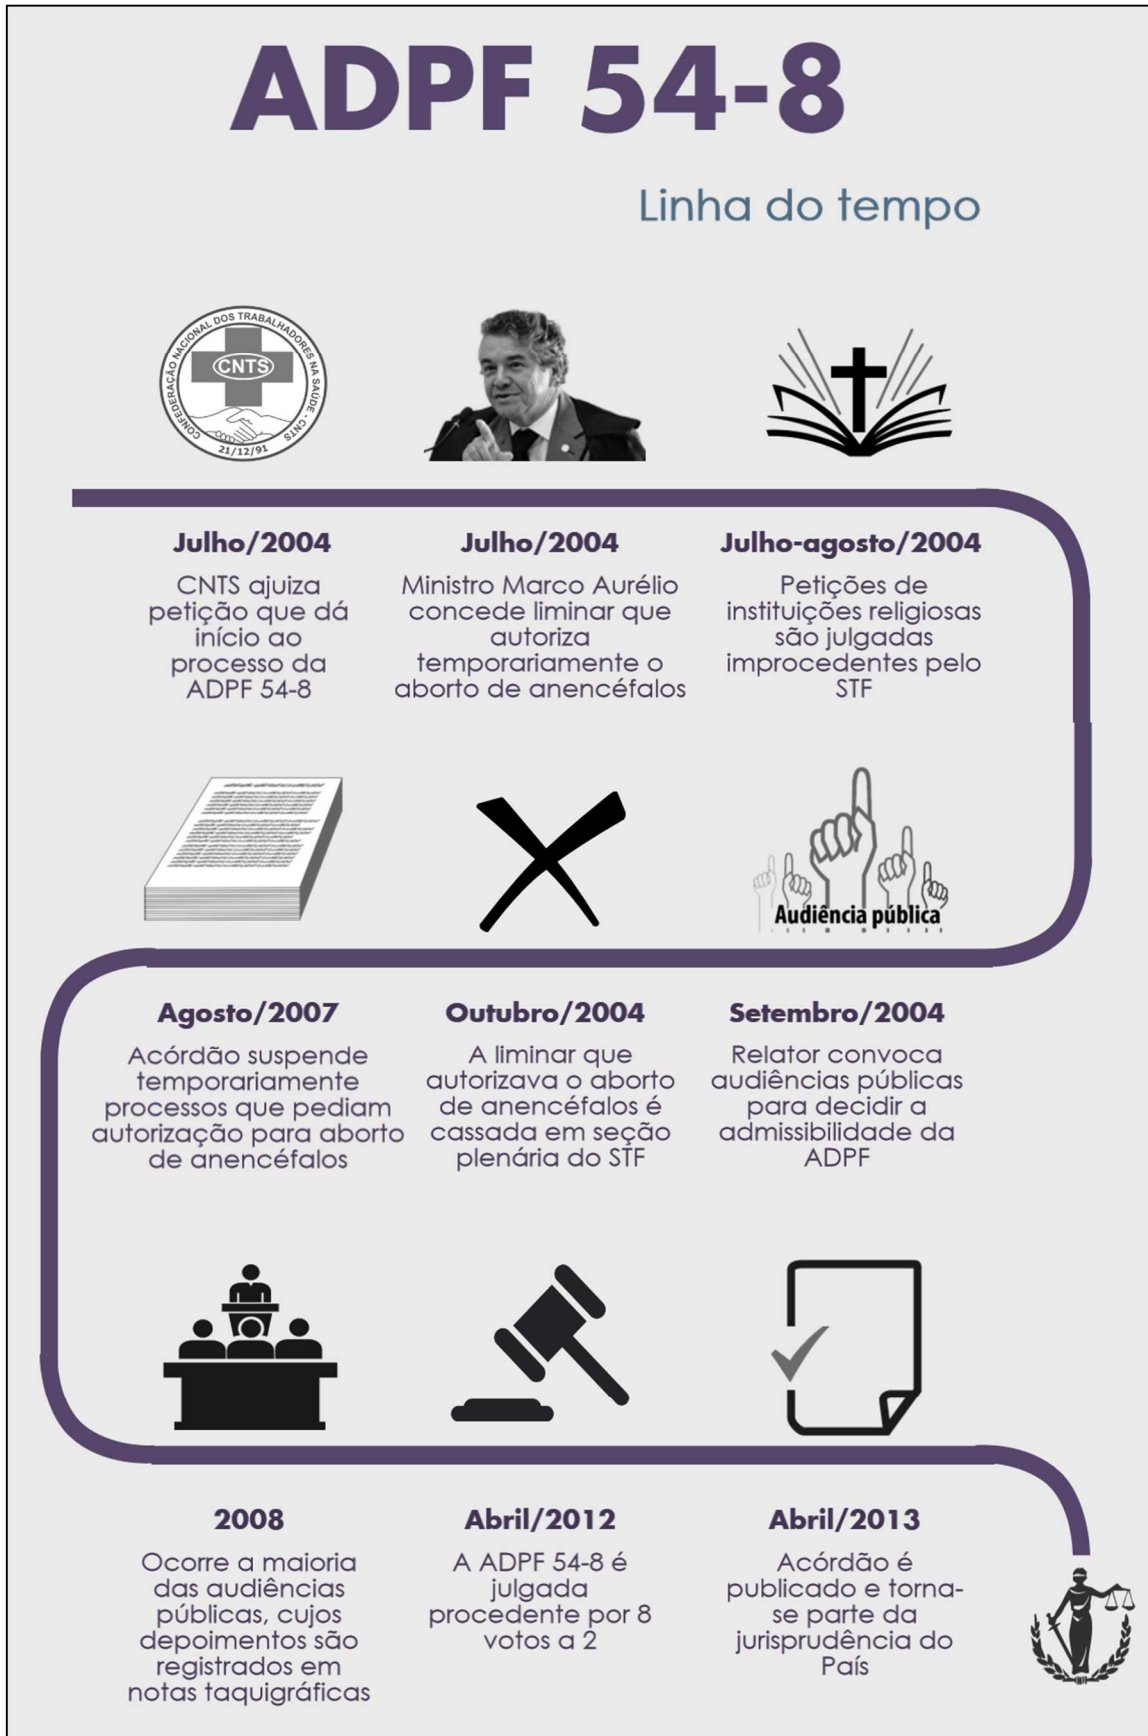 ADPF 54-8
Linha do tempo
CONFEDERAÇÃO NACIONAL DOS TRABALHADORES NA SAÚDE - CNTS
CNTS
21/12/91
Julho/2004
CNTS ajuiza
petição que dá
início ao
processo da
ADPF 54-8
Julho/2004
Ministro Marco Aurélio
concede liminar que
autoriza
temporariamente o
aborto de anencéfalos
Julho-agosto/2004
Petições de
instituições religiosas
são julgadas
improcedentes pelo
STF
Audiência pública
Agosto/2007
Acórdão suspende
temporariamente
processos que pediam
autorização para aborto
de anencéfalos
Outubro/2004
A liminar que
autorizava o aborto
de anencéfalos é
cassada em seção
plenária do STF
Setembro/2004
Relator convoca
audiências públicas
para decidir a
admissibilidade da
ADPF
2008
Ocorre a maioria
das audiências
públicas, cujos
depoimentos são
registrados em
notas taquigráficas
Abril/2012
A ADPF 54-8 é
julgada
procedente por 8
votos a 2
Abril/2013
Acórdão é
publicado e torna-
se parte da
jurisprudência do
País